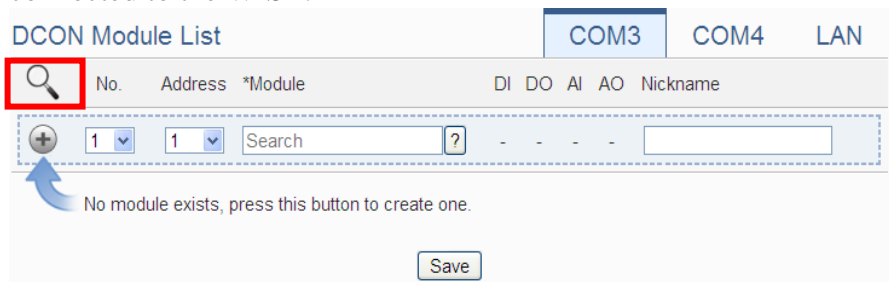 DCON Module List COM3 COM4 LAN
No. Address *Module DI DO AI AO Nickname
1 1 Search ? - - - -
No module exists, press this button to create one.
Save